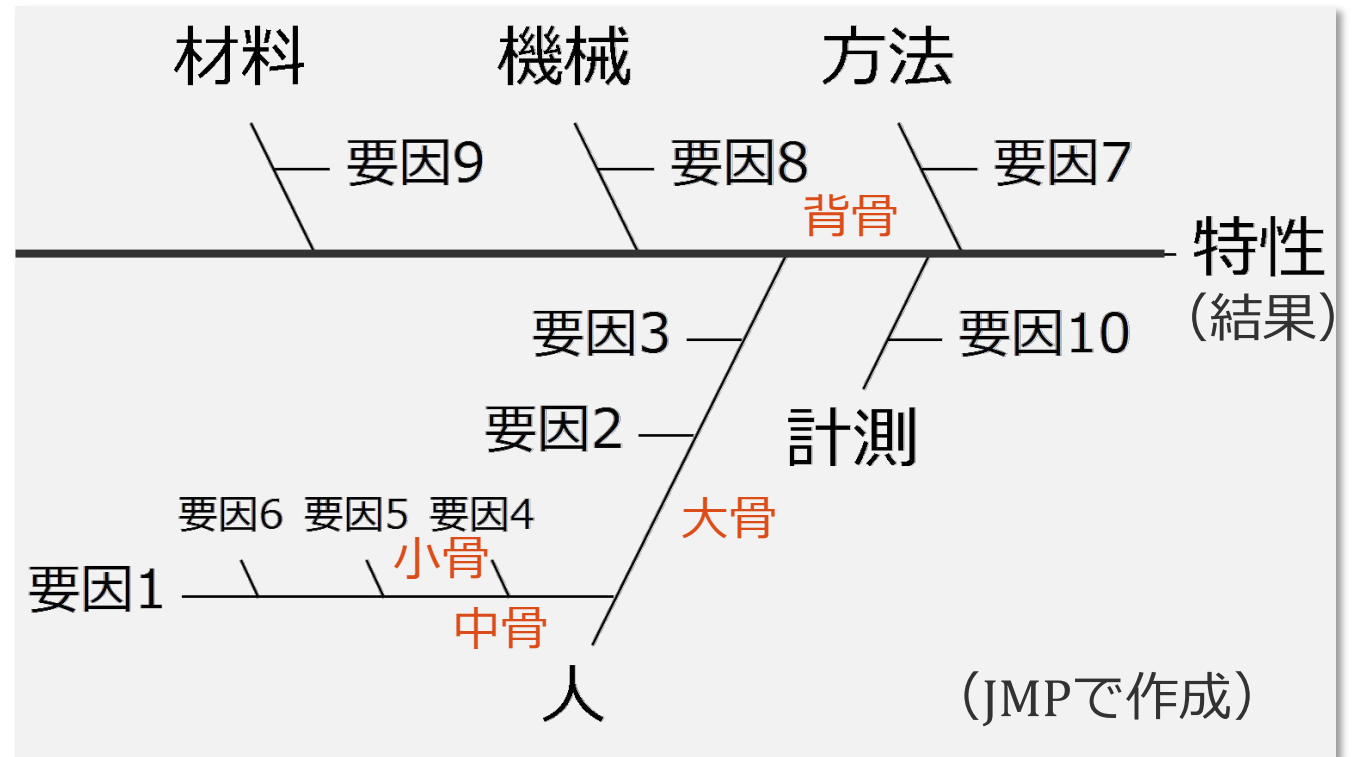 材料 機械 方法
要因9 要因8 要因7
背骨
特性
(結果)
要因3 要因10
要因2 計測
要因6 要因5 要因4 大骨
小骨
要因1
中骨
人
(JMPで作成)